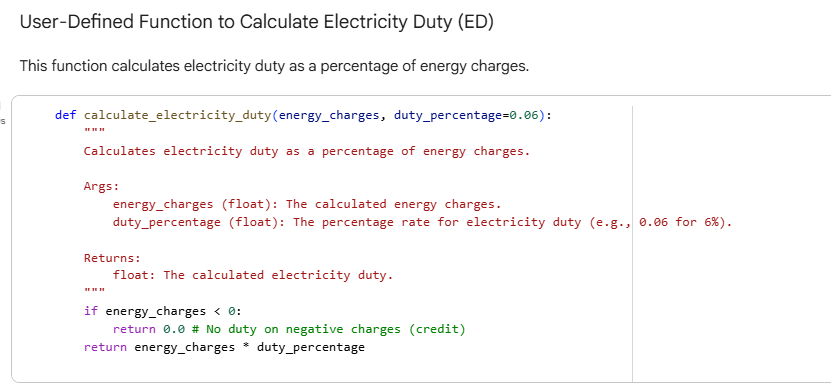 User-Defined Function to Calculate Electricity Duty (ED)
This function calculates electricity duty as a percentage of energy charges.
def calculate_electricity_duty(energy_charges, duty_percentage=0.06):
    """
    Calculates electricity duty as a percentage of energy charges.

    Args:
        energy_charges (float): The calculated energy charges.
        duty_percentage (float): The percentage rate for electricity duty (e.g., 0.06 for 6%).

    Returns:
        float: The calculated electricity duty.
    """
    if energy_charges < 0:
        return 0.0 # No duty on negative charges (credit)
    return energy_charges * duty_percentage